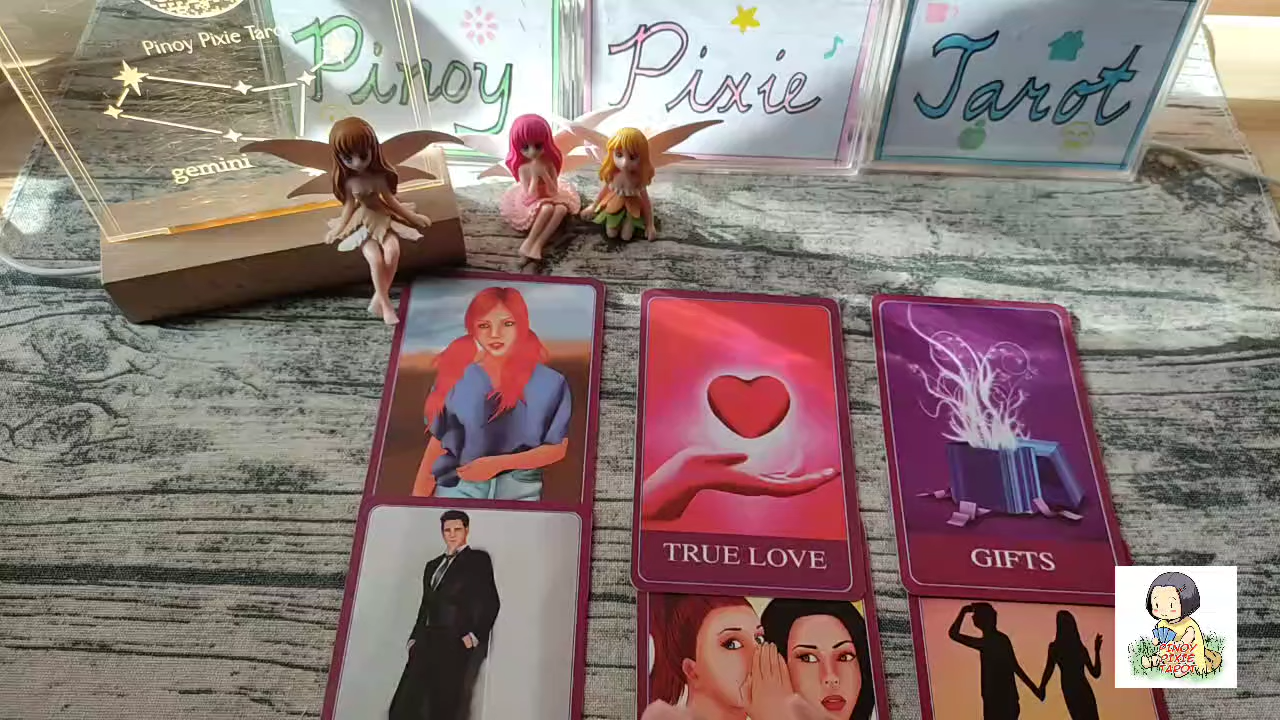 Pinoy Pixie Tarot
gemini
Pinoy
Pixie
Tarot
TRUE LOVE
GIFTS
PINOY
PIXIE
TAROT